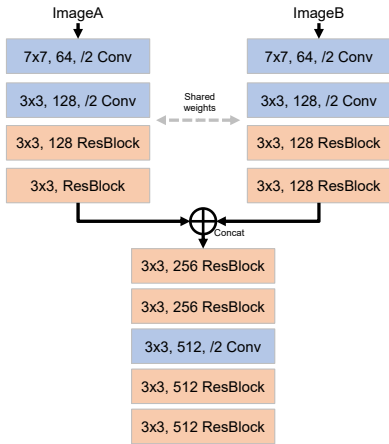 ImageA
ImageB
7x7, 64, /2 Conv
7x7, 64, /2 Conv
3x3, 128, /2 Conv
Shared
weights
3x3, 128, /2 Conv
3x3, 128 ResBlock
3x3, 128 ResBlock
3x3, ResBlock
3x3, 128 ResBlock
Concat
3x3, 256 ResBlock
3x3, 256 ResBlock
3x3, 512, /2 Conv
3x3, 512 ResBlock
3x3, 512 ResBlock